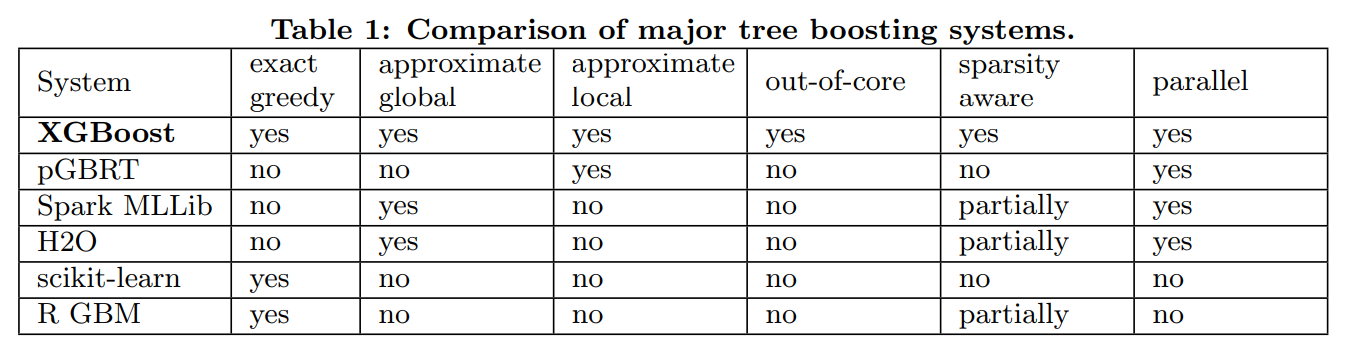 Table 1: Comparison of major tree boosting systems.
System exact greedy approximate global approximate local out-of-core sparsity aware parallel
XGBoost yes yes yes yes yes yes
pGBRT no no yes no no yes
Spark MLLib no yes no no partially yes
H2O no yes no no partially yes
scikit-learn yes no no no no no
R GBM yes no no no partially no